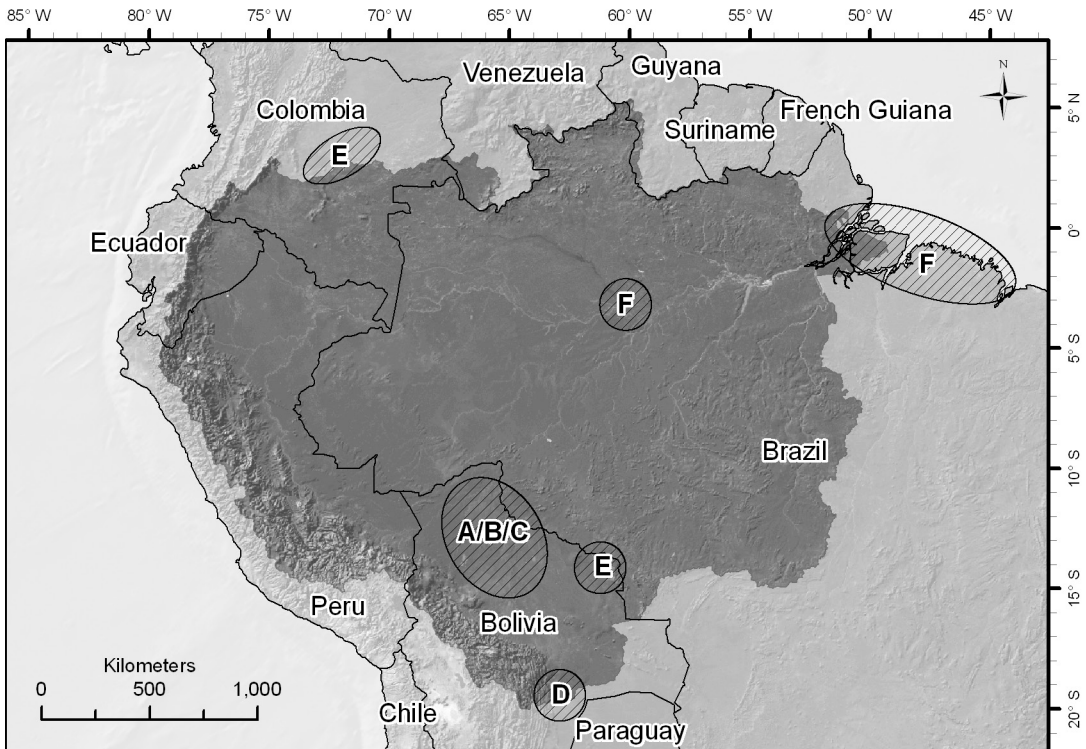 85° W 80° W 75° W 70° W 65° W 60° W 55° W 50° W 45° W
N
Venezuela
Guyana
Colombia
French Guiana
5° N
Suriname
E
0°
Ecuador
F
F
5° S
Brazil
10° S
A/B/C
E
15° S
Peru
Bolivia
Kilometers
0 500 1,000
D
20° S
Chile
Paraguay